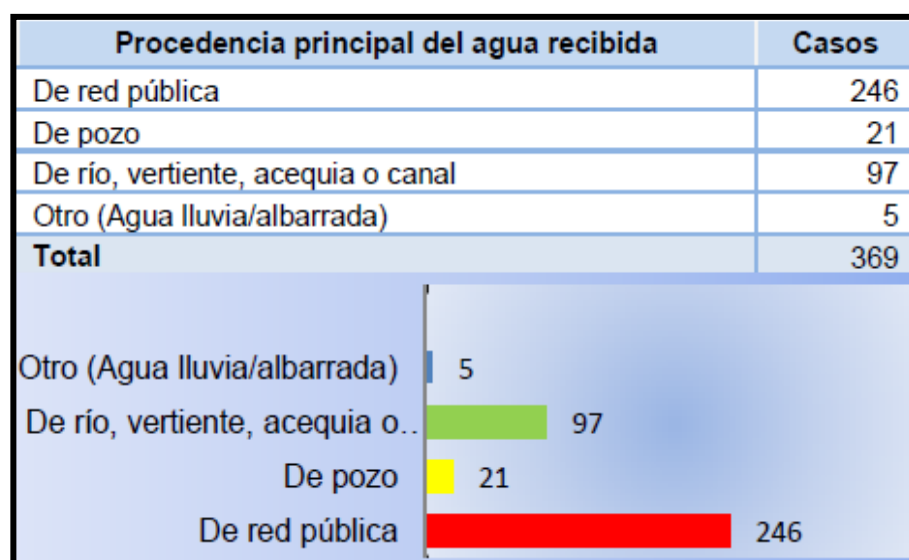 Procedencia principal del agua recibida Casos
De red pública 246
De pozo 21
De río, vertiente, acequia o canal 97
Otro (Agua lluvia/albarrada) 5
Total 369
Otro (Agua lluvia/albarrada) 5
De río, vertiente, acequia o.. 97
De pozo 21
De red pública 246